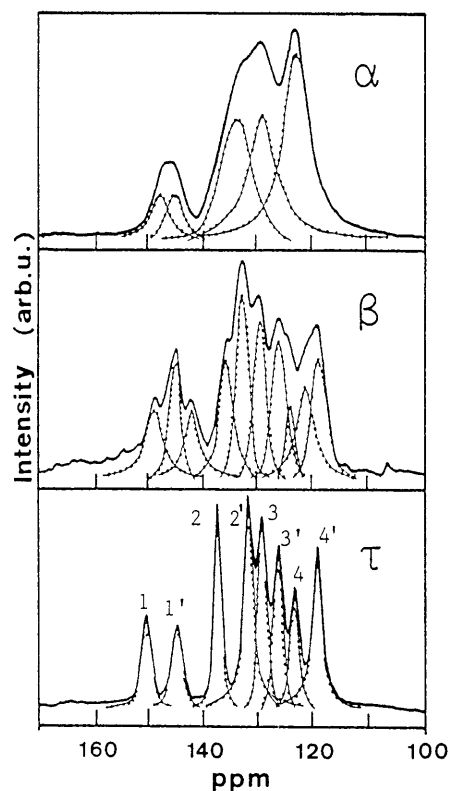 α
β
τ
1 1' 2 2' 3 3' 4 4'
Intensity (arb.u.)
160 140 120 100
ppm